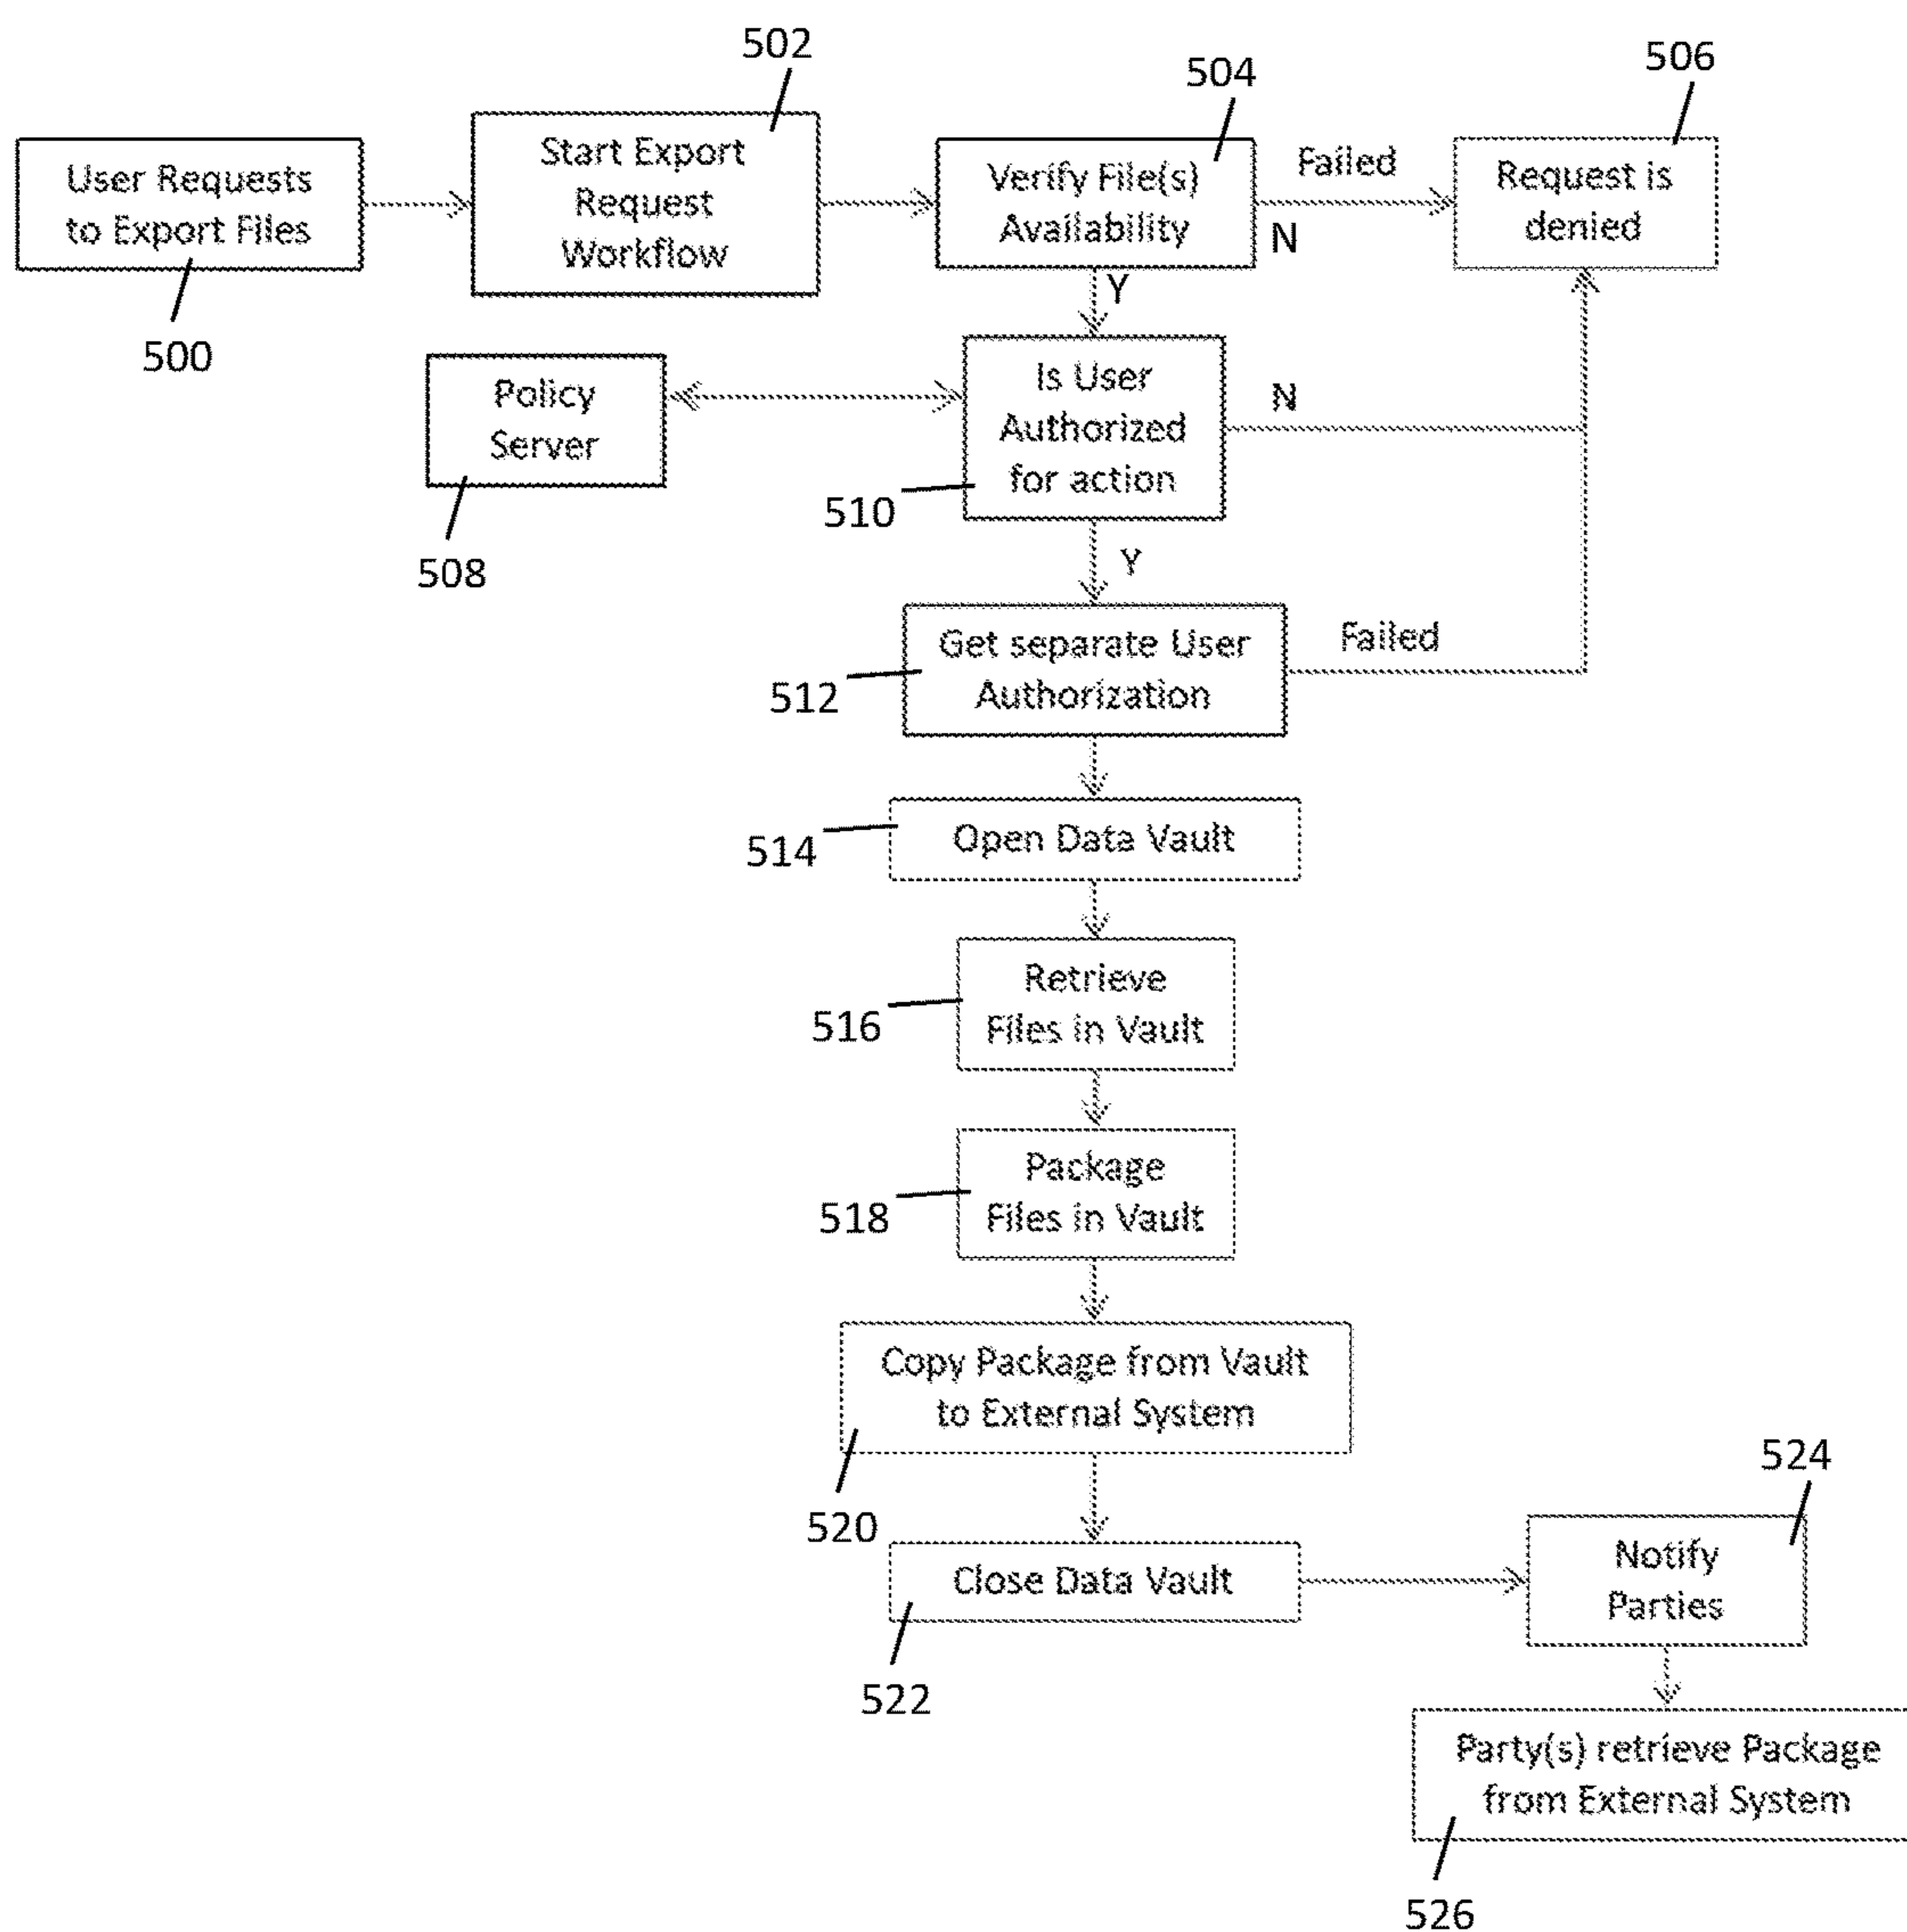 502
504
506
User Requests
to Export Files
500
Start Export
Request
Workflow
Verify File(s)
Availability
Failed
N
Request is
denied
Y
Policy
Server
508
Is User
Authorized
for action
510
N
Y
Get separate User
Authorization
512
Failed
Open Data Vault
514
Retrieve
Files in Vault
516
Package
Files in Vault
518
Copy Package from Vault
to External System
520
Close Data Vault
522
524
Notify
Parties
Party(s) retrieve Package
from External System
526